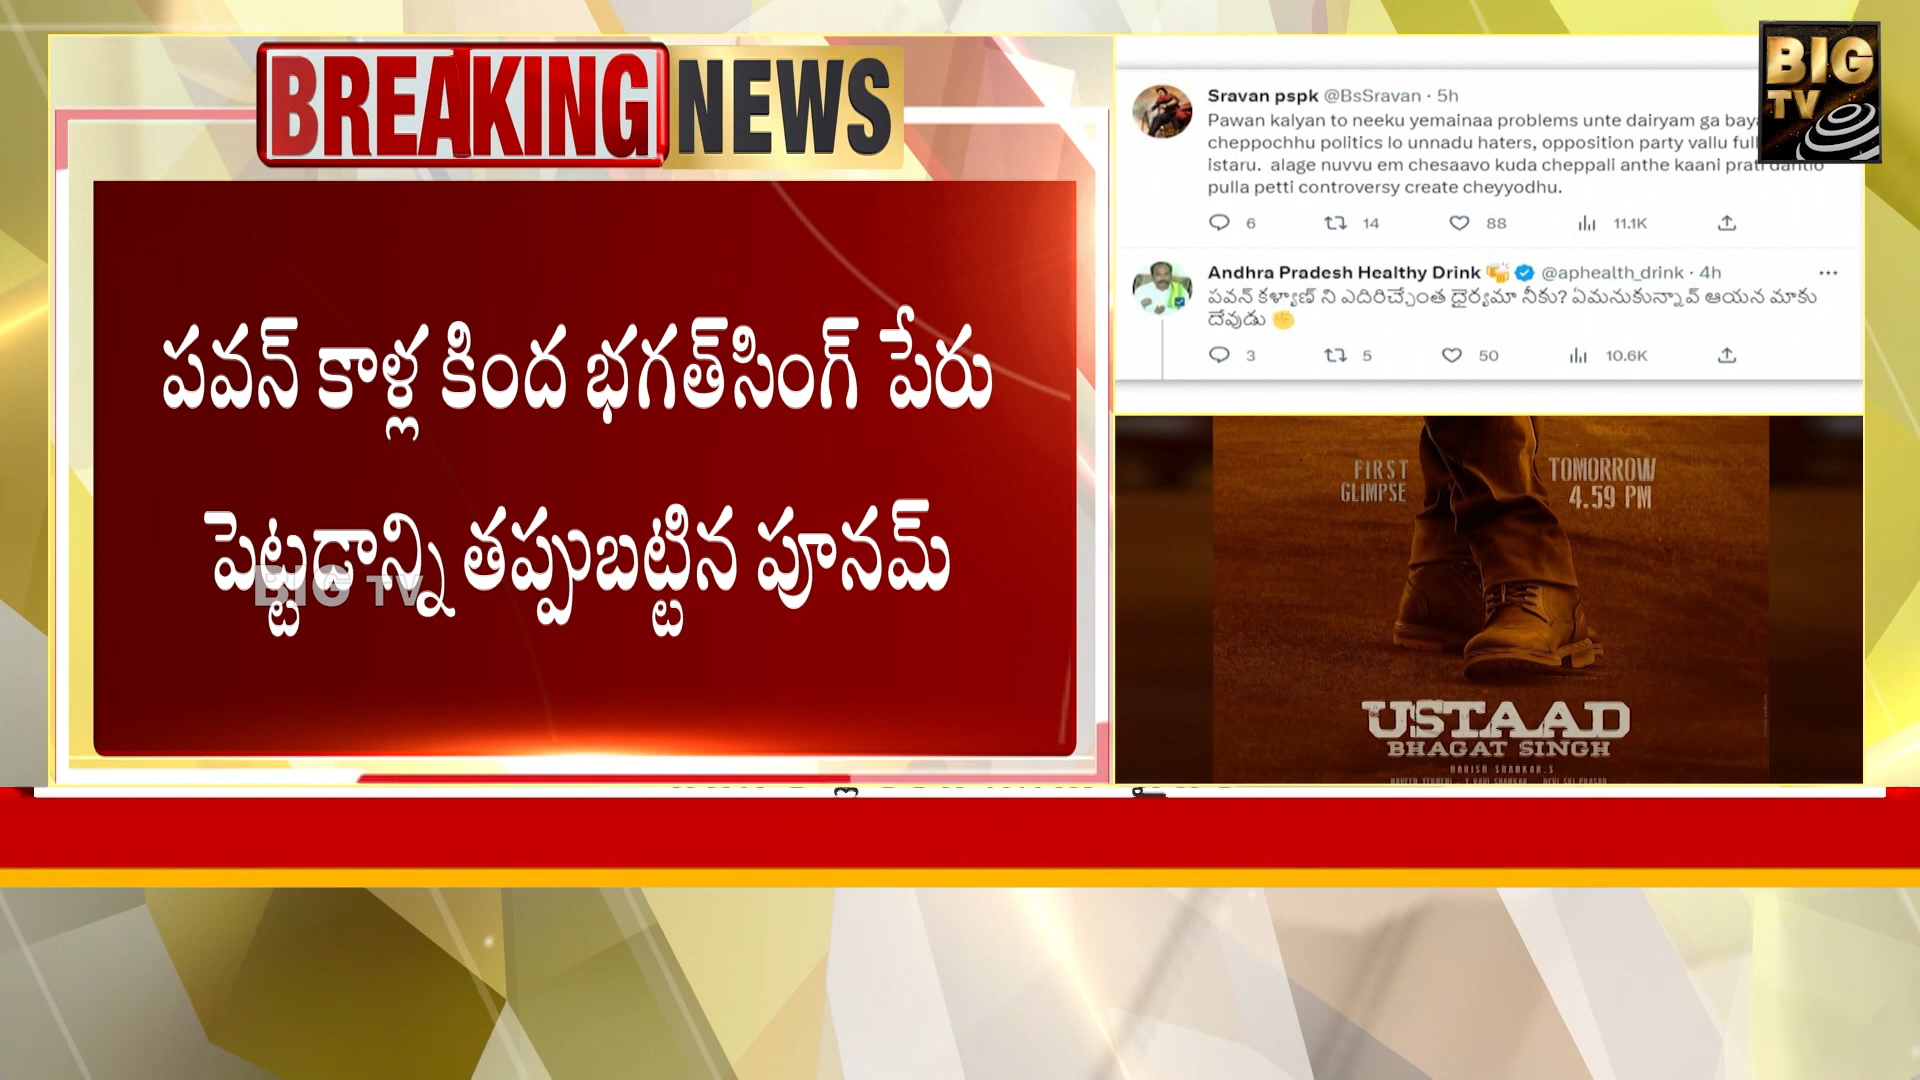 BREAKING NEWS
పవన్ కాళ్ల కింద భగత్‌సింగ్ పేరు
పెట్టడాన్ని తప్పుబట్టిన పూనమ్
BIG TV
BIG
TV
Sravan pspk @BsSravan · 5h
Pawan kalyan to neeku yemainaa problems unte dairyam ga
cheppochhu politics lo unnadu haters, opposition party vallu full
istaru. alage nuvvu em chesaavo kuda cheppali anthe kaani prati dantlo
pulla petti controversy create cheyyodhu.
6 14 88 11.1K
Andhra Pradesh Healthy Drink @aphealth_drink · 4h
పవన్ కళ్యాణ్ ని ఎదిరిచ్చేంత ధైర్యమా నీకు? ఏమనుకున్నావ్ ఆయన మాకు
దేవుడు
3 5 50 10.6K
FIRST
GLIMPSE
TOMORROW
4.59 PM
USTAAD
BHAGAT SINGH
HARISH SHANKAR.S